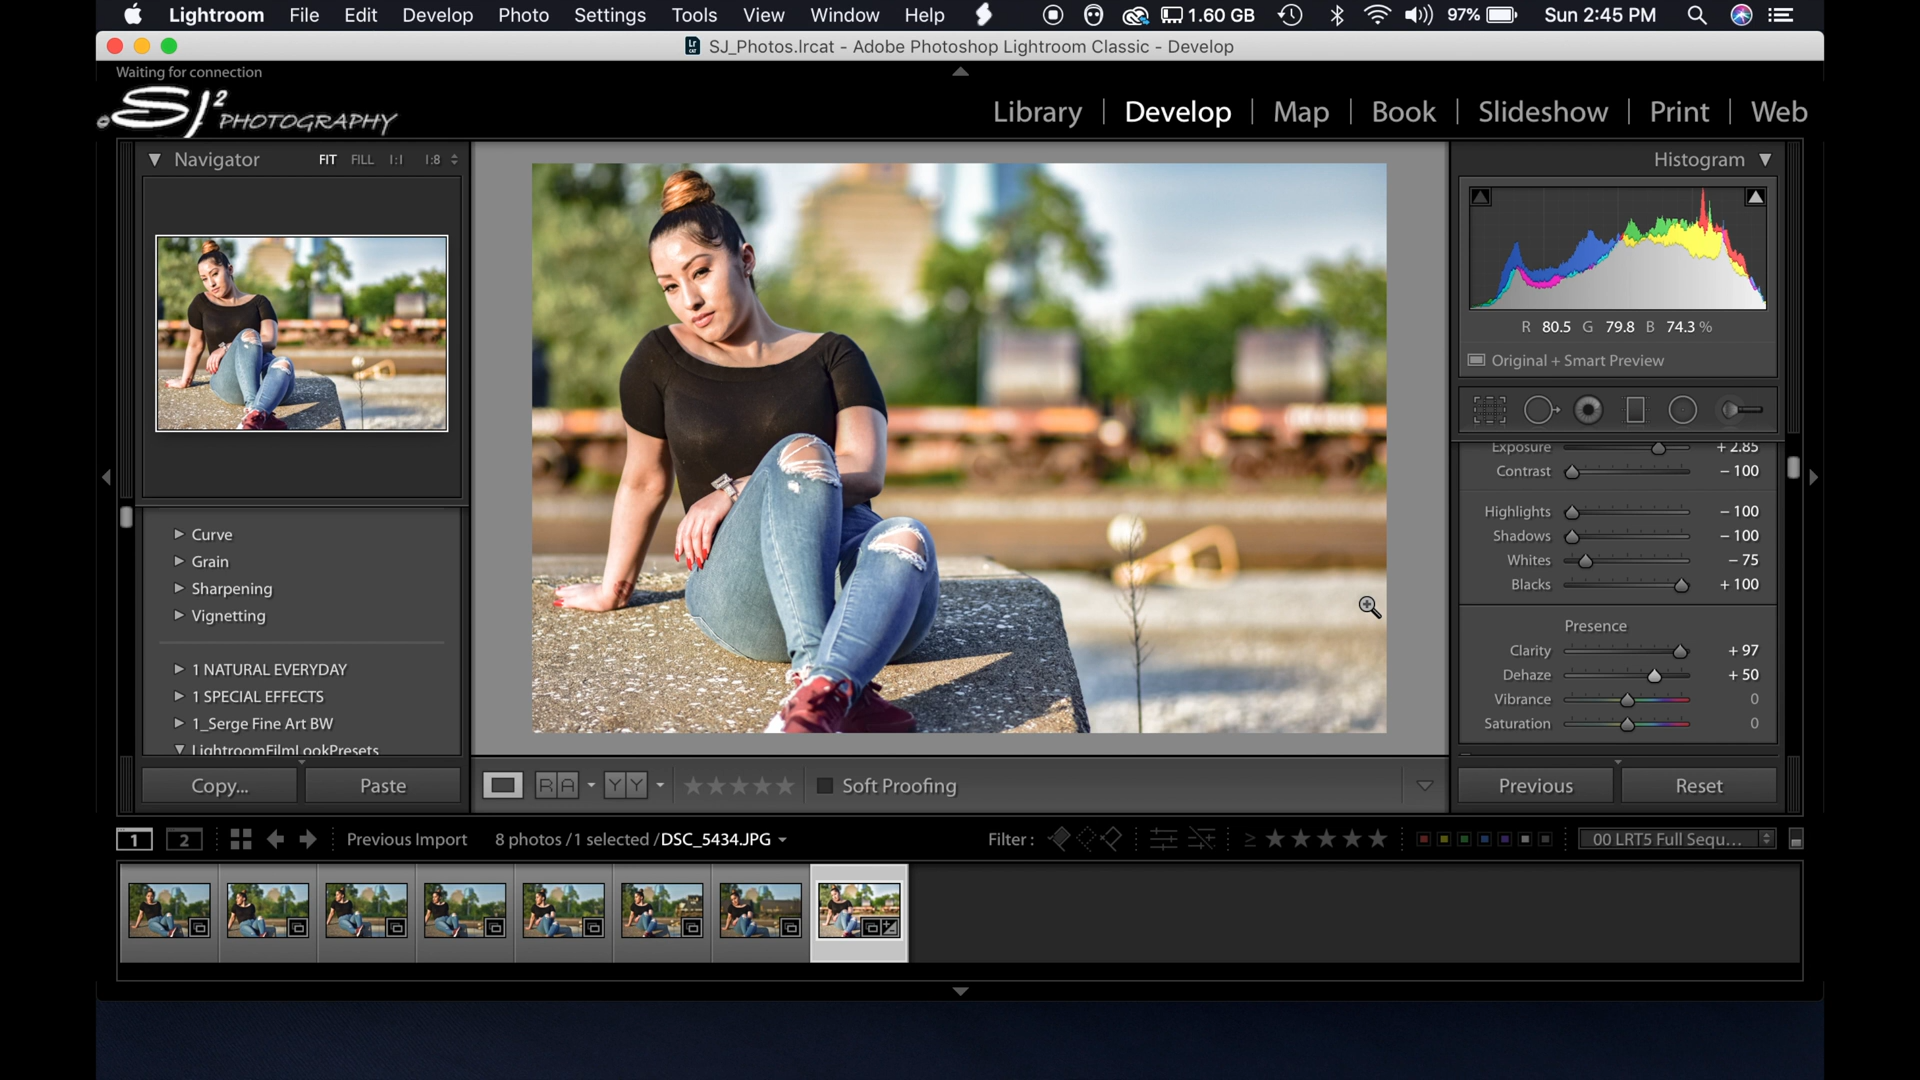 Lightroom File Edit Develop Photo Settings Tools View Window Help 1.60 GB 97% Sun 2:45 PM
SJ_Photos.lrcat - Adobe Photoshop Lightroom Classic - Develop
Waiting for connection
SJ² PHOTOGRAPHY
Library | Develop | Map | Book | Slideshow | Print | Web
Navigator FIT FILL 1:1 1:8
Histogram
R 80.5 G 79.8 B 74.3 %
Original + Smart Preview
Exposure + 2.85
Contrast – 100
Highlights – 100
Shadows – 100
Whites – 75
Blacks + 100
Presence
Clarity + 97
Dehaze + 50
Vibrance 0
Saturation 0
Curve
Grain
Sharpening
Vignetting
1 NATURAL EVERYDAY
1 SPECIAL EFFECTS
1_Serge Fine Art BW
LightroomFilmLookPresets
Copy... Paste
R A Y Y Soft Proofing
Previous Reset
1 2 Previous Import 8 photos / 1 selected / DSC_5434.JPG Filter : ≥ 00 LRT5 Full Sequ...